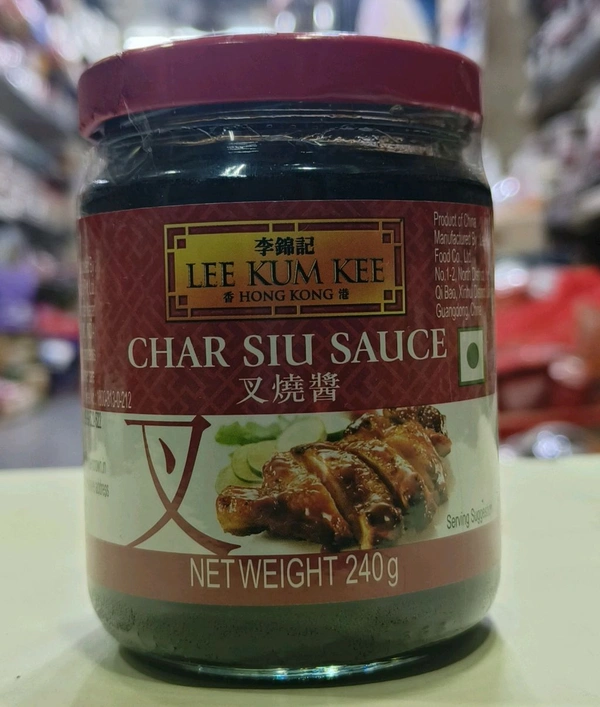 李錦記
LEE KUM KEE
香 HONG KONG 港
Product of China
Manufactured By
Food Co. Ltd.
No.1-2, North
Qi Bao, Xinhui
Guangdong, China
CHAR SIU SAUCE
叉燒醬
叉
Serving
NET WEIGHT 240g